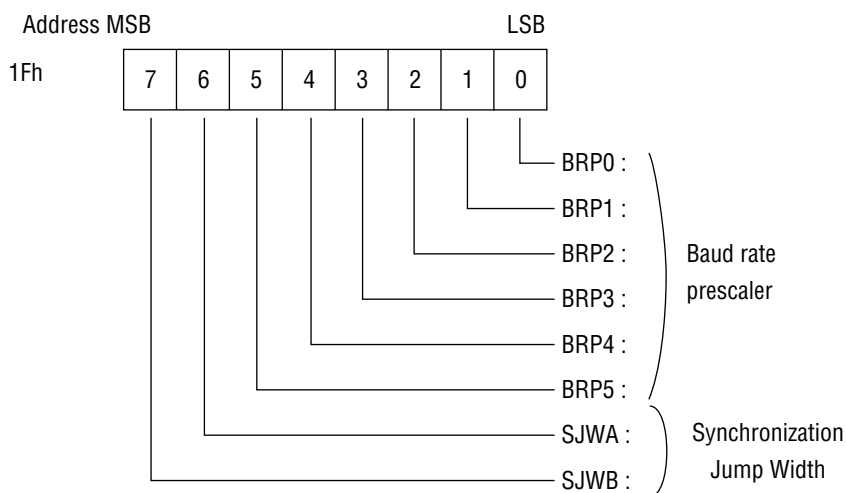 Address MSB LSB
1Fh 7 6 5 4 3 2 1 0
BRP0 :
BRP1 :
BRP2 :
BRP3 :
BRP4 :
BRP5 :
Baud rate
prescaler
SJWA :
SJWB :
Synchronization
Jump Width